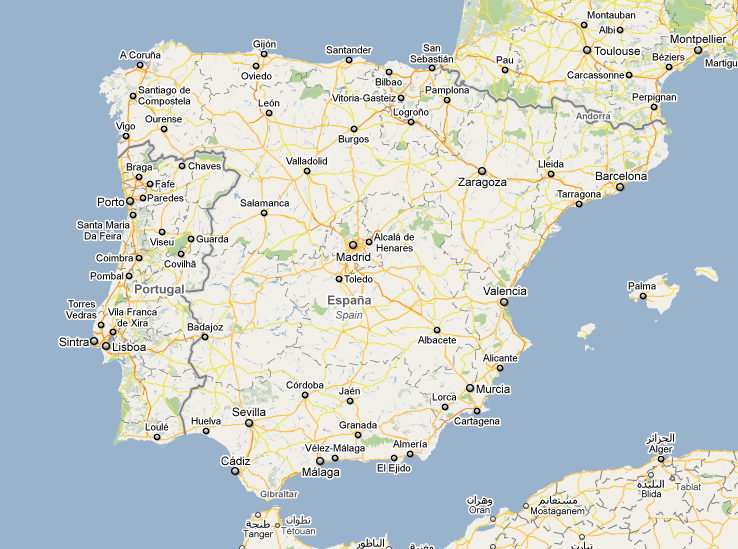 Montauban
Albi
Gijón
San
Sebastián
Toulouse
Montpellier
A Coruña
Santander
Oviedo
Bilbao
Pau
Béziers
Martigu
Carcassonne
Santiago de
Compostela
León
Vitoria-Gasteiz
Pamplona
Perpignan
Ourense
Vigo
Burgos
Logroño
Andorra
Braga
Chaves
Valladolid
Lleida
Barcelona
Fafe
Zaragoza
Porto
Paredes
Salamanca
Tarragona
Santa Maria
Da Feira
Viseu
Guarda
Alcalá de
Henares
Coimbra
Covilhã
Madrid
Pombal
Toledo
Portugal
España
Spain
Valencia
Palma
Torres
Vedras
Vila Franca
de Xira
Badajoz
Sintra
Lisboa
Albacete
Alicante
Córdoba
Jaén
Murcia
Lorca
Sevilla
Huelva
Loulé
Granada
Cartagena
Almería
Vélez-Málaga
Cádiz
Málaga
El Ejido
Gibraltar
الجزائر
Alger
البليدة
Blida
Tablat
وهران
Oran
مستغانم
Mostaganem
طنجة
Tanger
تطوان
Tétouan
الناظور